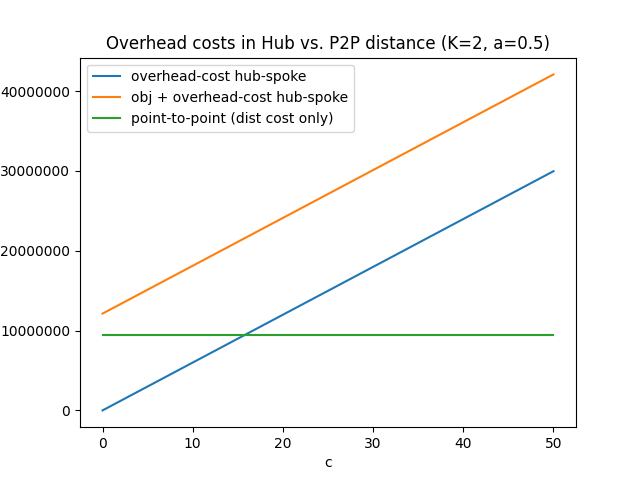 Overhead costs in Hub vs. P2P distance (K=2, a=0.5)
overhead-cost hub-spoke
obj + overhead-cost hub-spoke
point-to-point (dist cost only)
40000000
30000000
20000000
10000000
0
0 10 20 30 40 50
c